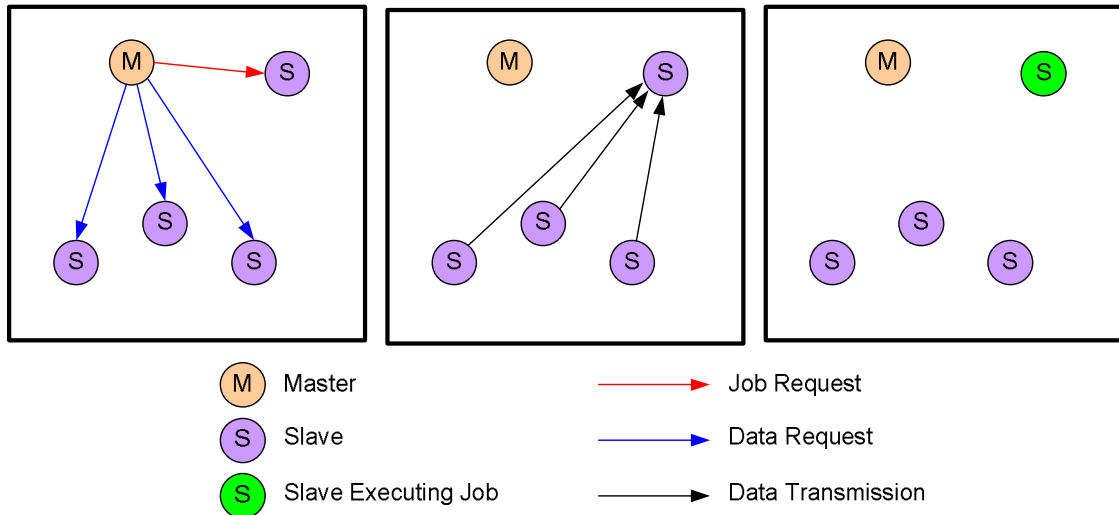 M
S
S
S
S
M
S
S
S
S
M
S
S
S
S
M Master
S Slave
S Slave Executing Job
Job Request
Data Request
Data Transmission